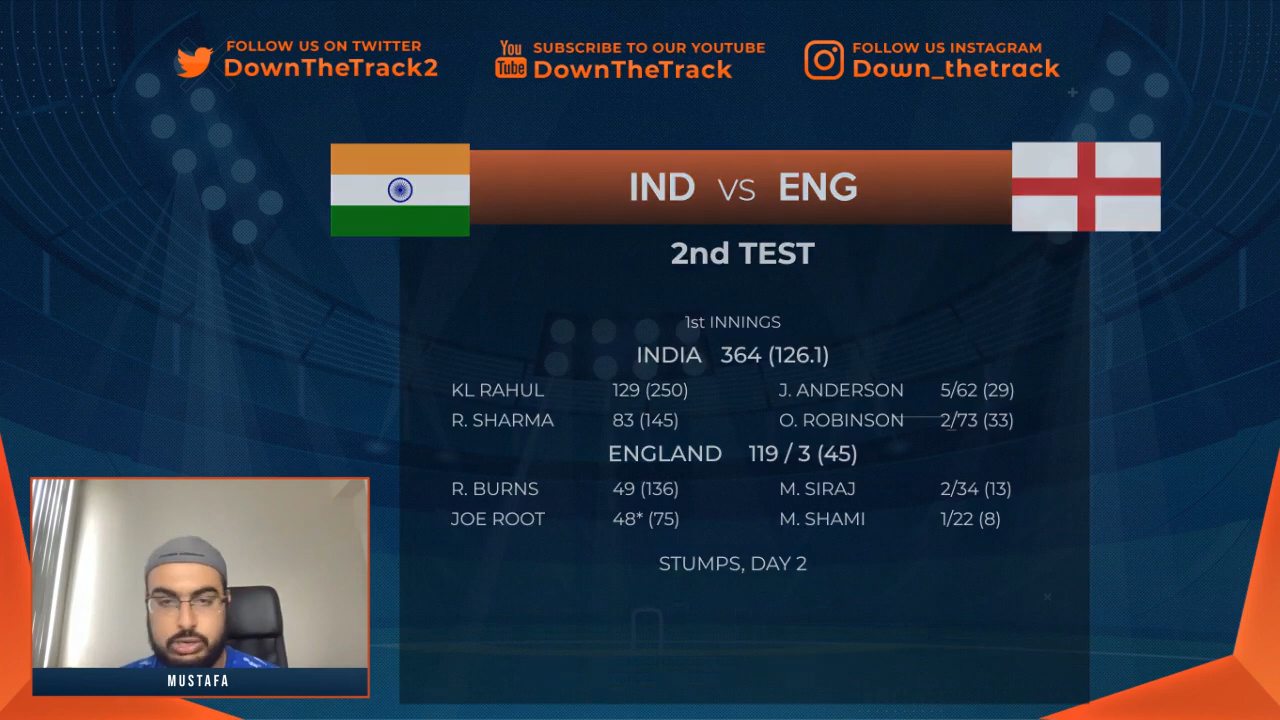 FOLLOW US ON TWITTER
DownTheTrack2
You
Tube
SUBSCRIBE TO OUR YOUTUBE
DownTheTrack
FOLLOW US INSTAGRAM
Down_thetrack
IND VS ENG
2nd TEST
1st INNINGS
INDIA 364 (126.1)
KL RAHUL 129 (250) J. ANDERSON 5/62 (29)
R. SHARMA 83 (145) O. ROBINSON 2/73 (33)
ENGLAND 119 / 3 (45)
R. BURNS 49 (136) M. SIRAJ 2/34 (13)
JOE ROOT 48* (75) M. SHAMI 1/22 (8)
STUMPS, DAY 2
MUSTAFA